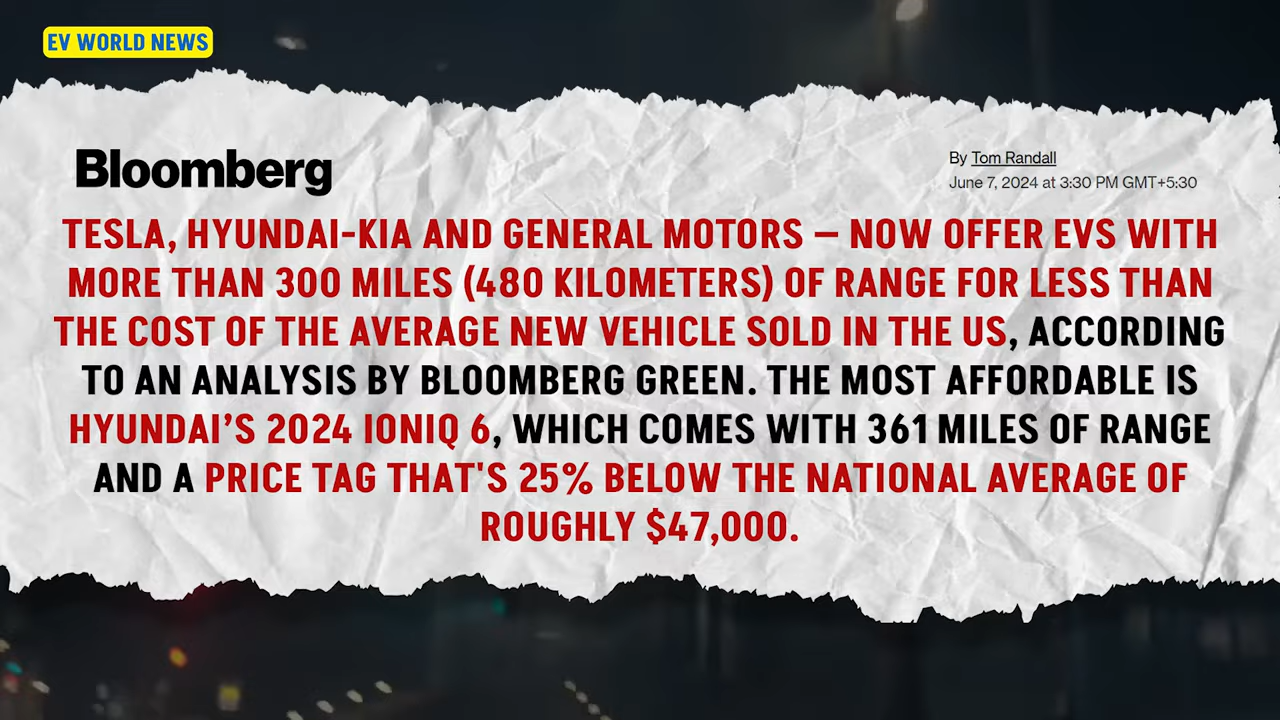 EV WORLD NEWS
Bloomberg
By Tom Randall
June 7, 2024 at 3:30 PM GMT+5:30
TESLA, HYUNDAI-KIA AND GENERAL MOTORS — NOW OFFER EVS WITH
MORE THAN 300 MILES (480 KILOMETERS) OF RANGE FOR LESS THAN
THE COST OF THE AVERAGE NEW VEHICLE SOLD IN THE US, ACCORDING
TO AN ANALYSIS BY BLOOMBERG GREEN. THE MOST AFFORDABLE IS
HYUNDAI’S 2024 IONIQ 6, WHICH COMES WITH 361 MILES OF RANGE
AND A PRICE TAG THAT'S 25% BELOW THE NATIONAL AVERAGE OF
ROUGHLY $47,000.